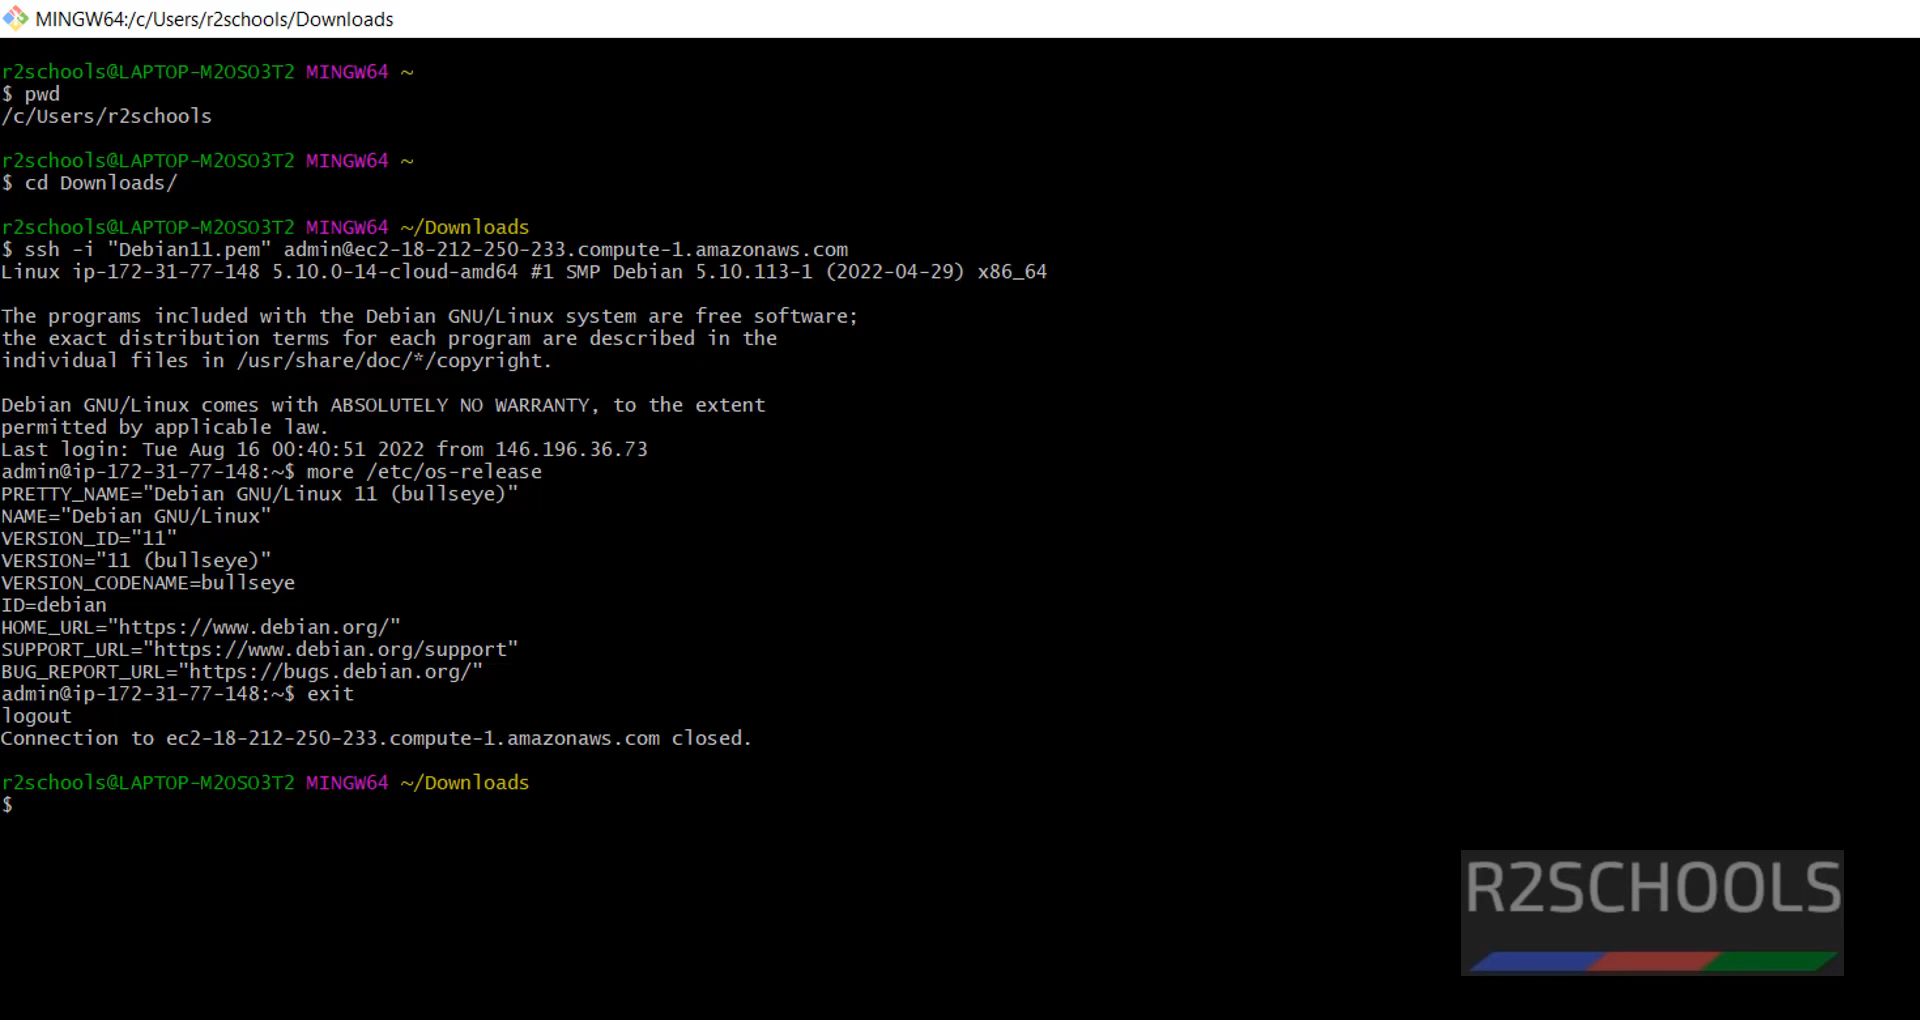 MINGW64:/c/Users/r2schools/Downloads
r2schools@LAPTOP-M2OSO3T2 MINGW64 ~
$ pwd
/c/Users/r2schools
r2schools@LAPTOP-M2OSO3T2 MINGW64 ~
$ cd Downloads/
r2schools@LAPTOP-M2OSO3T2 MINGW64 ~/Downloads
$ ssh -i "Debian11.pem" admin@ec2-18-212-250-233.compute-1.amazonaws.com
Linux ip-172-31-77-148 5.10.0-14-cloud-amd64 #1 SMP Debian 5.10.113-1 (2022-04-29) x86_64
The programs included with the Debian GNU/Linux system are free software;
the exact distribution terms for each program are described in the
individual files in /usr/share/doc/*/copyright.
Debian GNU/Linux comes with ABSOLUTELY NO WARRANTY, to the extent
permitted by applicable law.
Last login: Tue Aug 16 00:40:51 2022 from 146.196.36.73
admin@ip-172-31-77-148:~$ more /etc/os-release
PRETTY_NAME="Debian GNU/Linux 11 (bullseye)"
NAME="Debian GNU/Linux"
VERSION_ID="11"
VERSION="11 (bullseye)"
VERSION_CODENAME=bullseye
ID=debian
HOME_URL="https://www.debian.org/"
SUPPORT_URL="https://www.debian.org/support"
BUG_REPORT_URL="https://bugs.debian.org/"
admin@ip-172-31-77-148:~$ exit
logout
Connection to ec2-18-212-250-233.compute-1.amazonaws.com closed.
r2schools@LAPTOP-M2OSO3T2 MINGW64 ~/Downloads
$
R2SCHOOLS